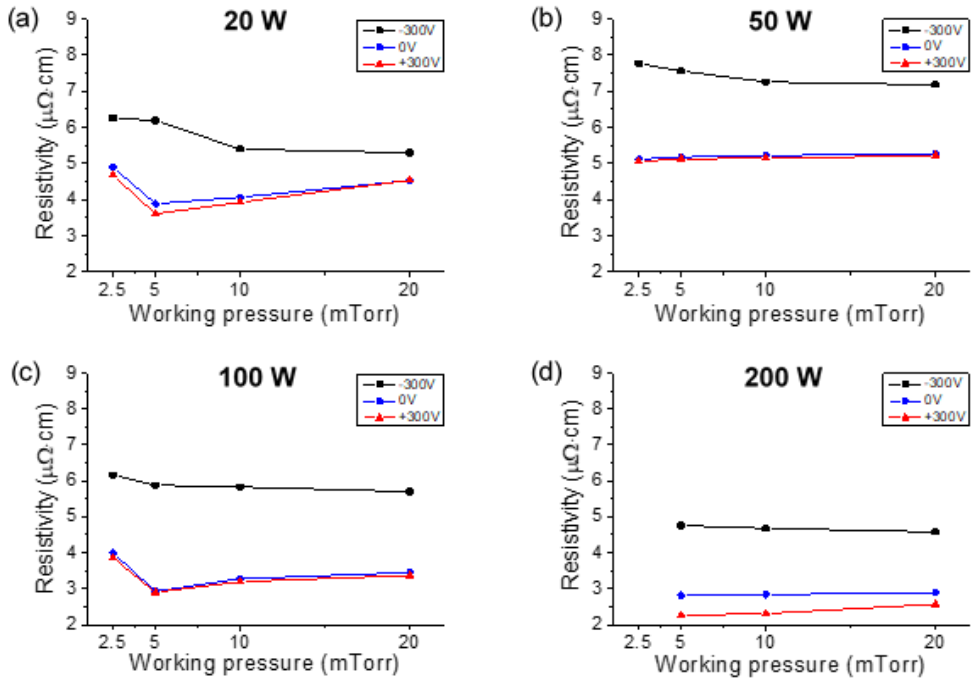 (a) 20 W
-300V
0V
+300V
Resistivity (μΩ·cm)
9
8
7
6
5
4
3
2
2.5 5 10 20
Working pressure (mTorr)
(b) 50 W
-300V
0V
+300V
Resistivity (μΩ·cm)
9
8
7
6
5
4
3
2
2.5 5 10 20
Working pressure (mTorr)
(c) 100 W
-300V
0V
+300V
Resistivity (μΩ·cm)
9
8
7
6
5
4
3
2
2.5 5 10 20
Working pressure (mTorr)
(d) 200 W
-300V
0V
+300V
Resistivity (μΩ·cm)
9
8
7
6
5
4
3
2
2.5 5 10 20
Working pressure (mTorr)